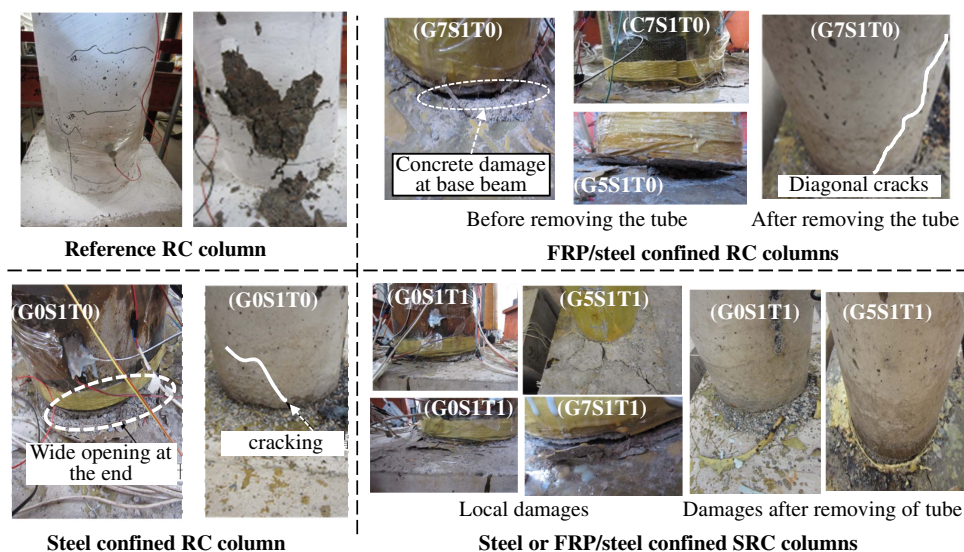 Reference RC column
(G7S1T0)
Concrete damage
at base beam
(C7S1T0)
(G5S1T0)
Before removing the tube
(G7S1T0)
Diagonal cracks
After removing the tube
FRP/steel confined RC columns
(G0S1T0)
Wide opening at
the end
(G0S1T0)
cracking
Steel confined RC column
(G0S1T1)
(G5S1T1)
(G0S1T1)
(G7S1T1)
Local damages
(G0S1T1)
(G5S1T1)
Damages after removing of tube
Steel or FRP/steel confined SRC columns